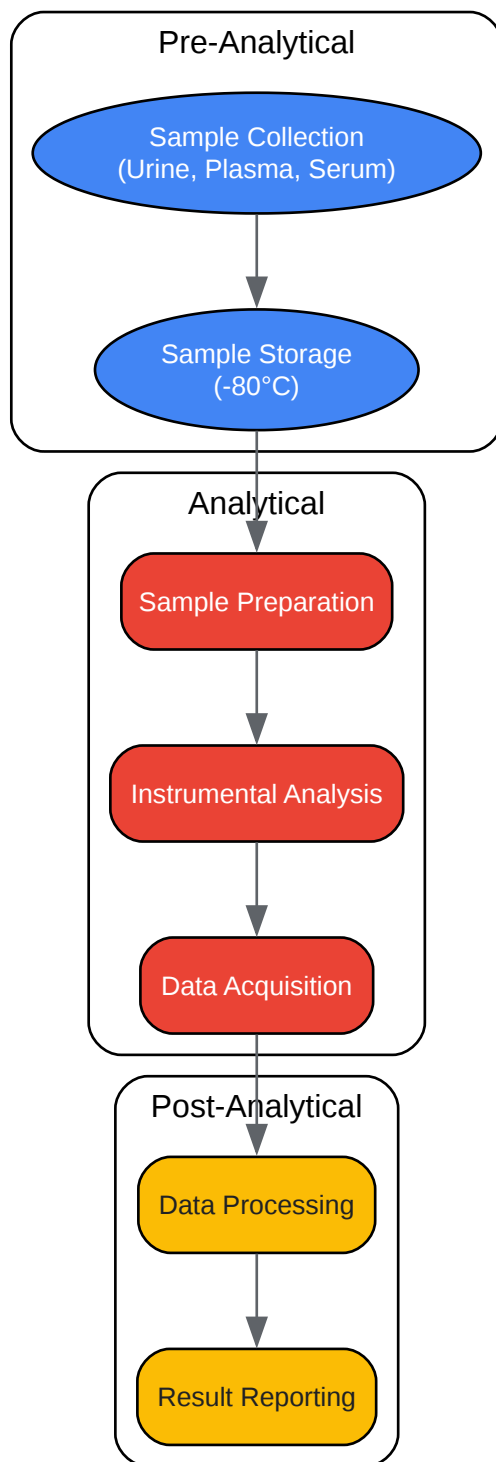 Pre-Analytical
Sample Collection
(Urine, Plasma, Serum)
Sample Storage
(-80°C)
Analytical
Sample Preparation
Instrumental Analysis
Data Acquisition
Post-Analytical
Data Processing
Result Reporting